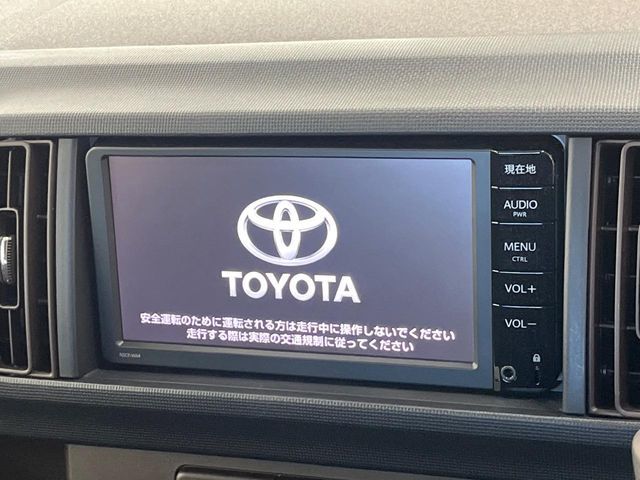 TOYOTA
安全運転のために運転される方は走行中に操作しないでください
走行する際は実際の交通規制に従ってください
NSCP-W64
現在地
AUDIO
PWR
MENU
CTRL
VOL+
VOL−